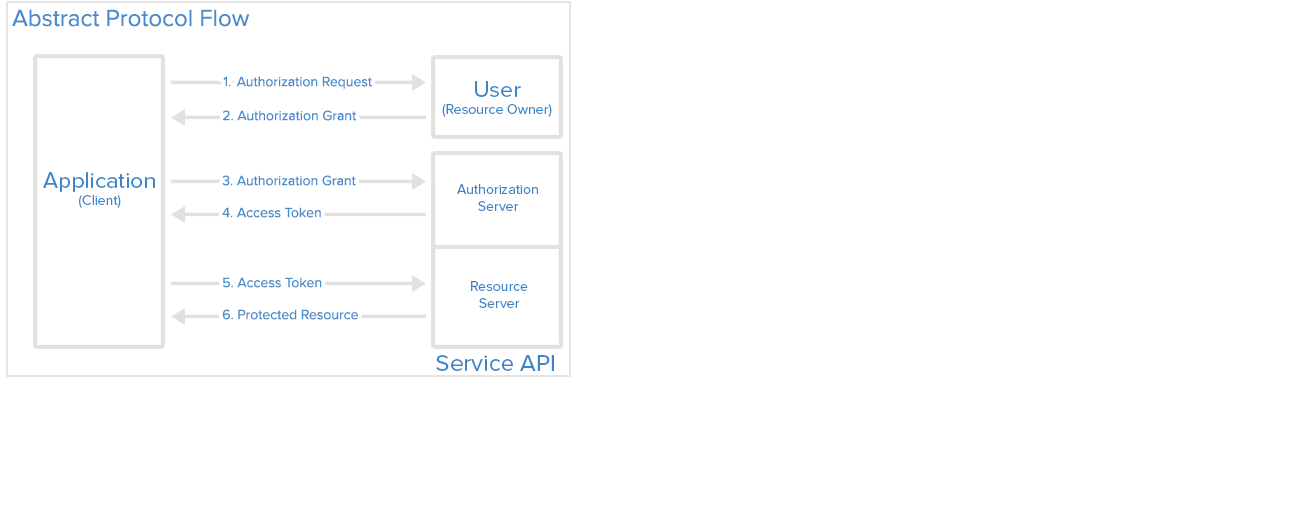 Abstract Protocol Flow
1. Authorization Request
User
(Resource Owner)
2. Authorization Grant
Application
(Client)
3. Authorization Grant
Authorization
Server
4. Access Token
5. Access Token
Resource
Server
6. Protected Resource
Service API